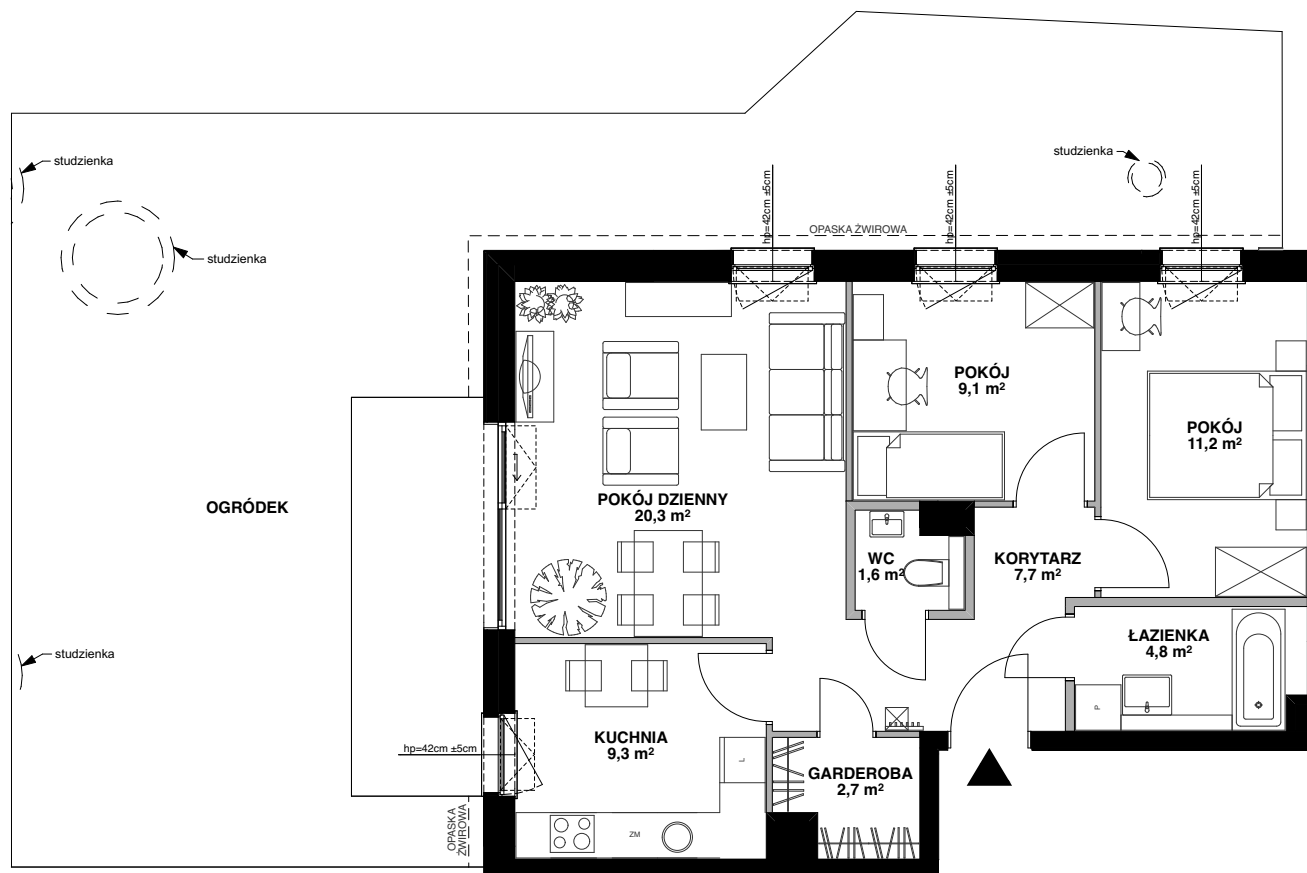 studzienka
studzienka
hp=42cm ±5cm
hp=42cm ±5cm
hp=42cm ±5cm
OPASKA ŻWIROWA
studzienka
POKÓJ
9,1 m²
POKÓJ
11,2 m²
OGRÓDEK
POKÓJ DZIENNY
20,3 m²
WC
1,6 m²
KORYTARZ
7,7 m²
ŁAZIENKA
4,8 m²
studzienka
P
KUCHNIA
9,3 m²
hp=42cm ±5cm
L
GARDEROBA
2,7 m²
OPASKA
ŻWIROWA
ZM